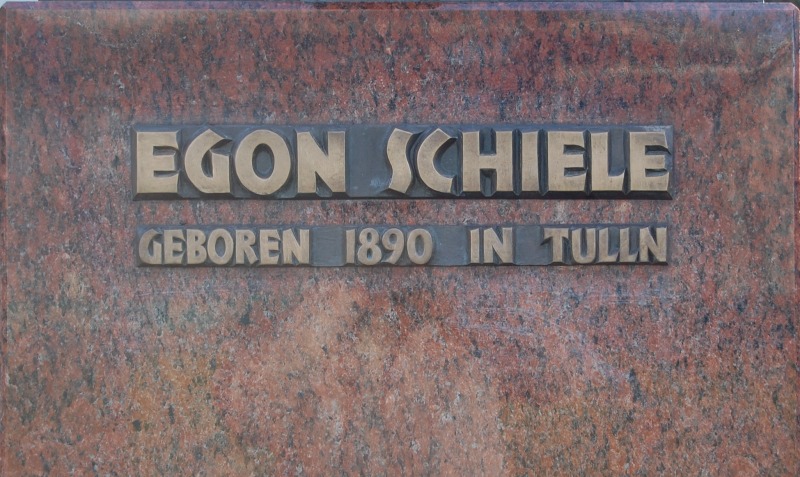 EGON SCHIELE
GEBOREN 1890 IN TULLN